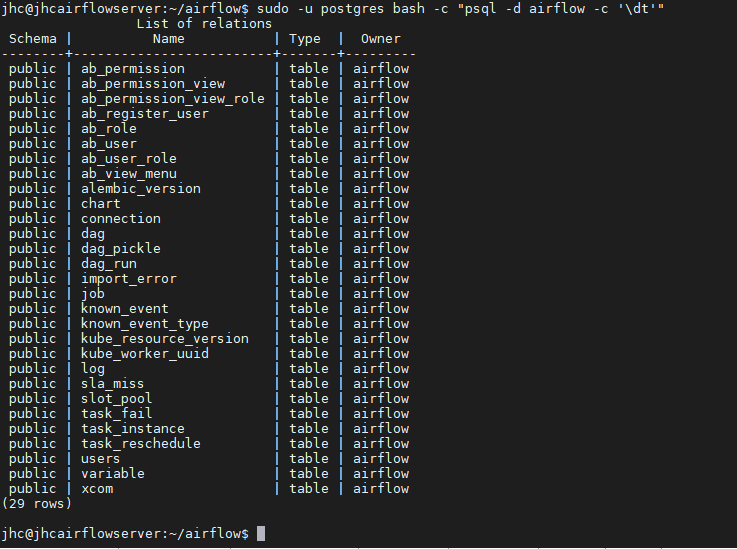 jhc@jhcairflowserver:~/airflow$ sudo -u postgres bash -c "psql -d airflow -c '\dt'"
                 List of relations
 Schema |          Name           | Type  |  Owner
--------+-------------------------+-------+---------
 public | ab_permission           | table | airflow
 public | ab_permission_view      | table | airflow
 public | ab_permission_view_role | table | airflow
 public | ab_register_user        | table | airflow
 public | ab_role                 | table | airflow
 public | ab_user                 | table | airflow
 public | ab_user_role            | table | airflow
 public | ab_view_menu            | table | airflow
 public | alembic_version         | table | airflow
 public | chart                   | table | airflow
 public | connection              | table | airflow
 public | dag                     | table | airflow
 public | dag_pickle              | table | airflow
 public | dag_run                 | table | airflow
 public | import_error            | table | airflow
 public | job                     | table | airflow
 public | known_event             | table | airflow
 public | known_event_type        | table | airflow
 public | kube_resource_version   | table | airflow
 public | kube_worker_uuid        | table | airflow
 public | log                     | table | airflow
 public | sla_miss                | table | airflow
 public | slot_pool               | table | airflow
 public | task_fail               | table | airflow
 public | task_instance           | table | airflow
 public | task_reschedule         | table | airflow
 public | users                   | table | airflow
 public | variable                | table | airflow
 public | xcom                    | table | airflow
(29 rows)
jhc@jhcairflowserver:~/airflow$